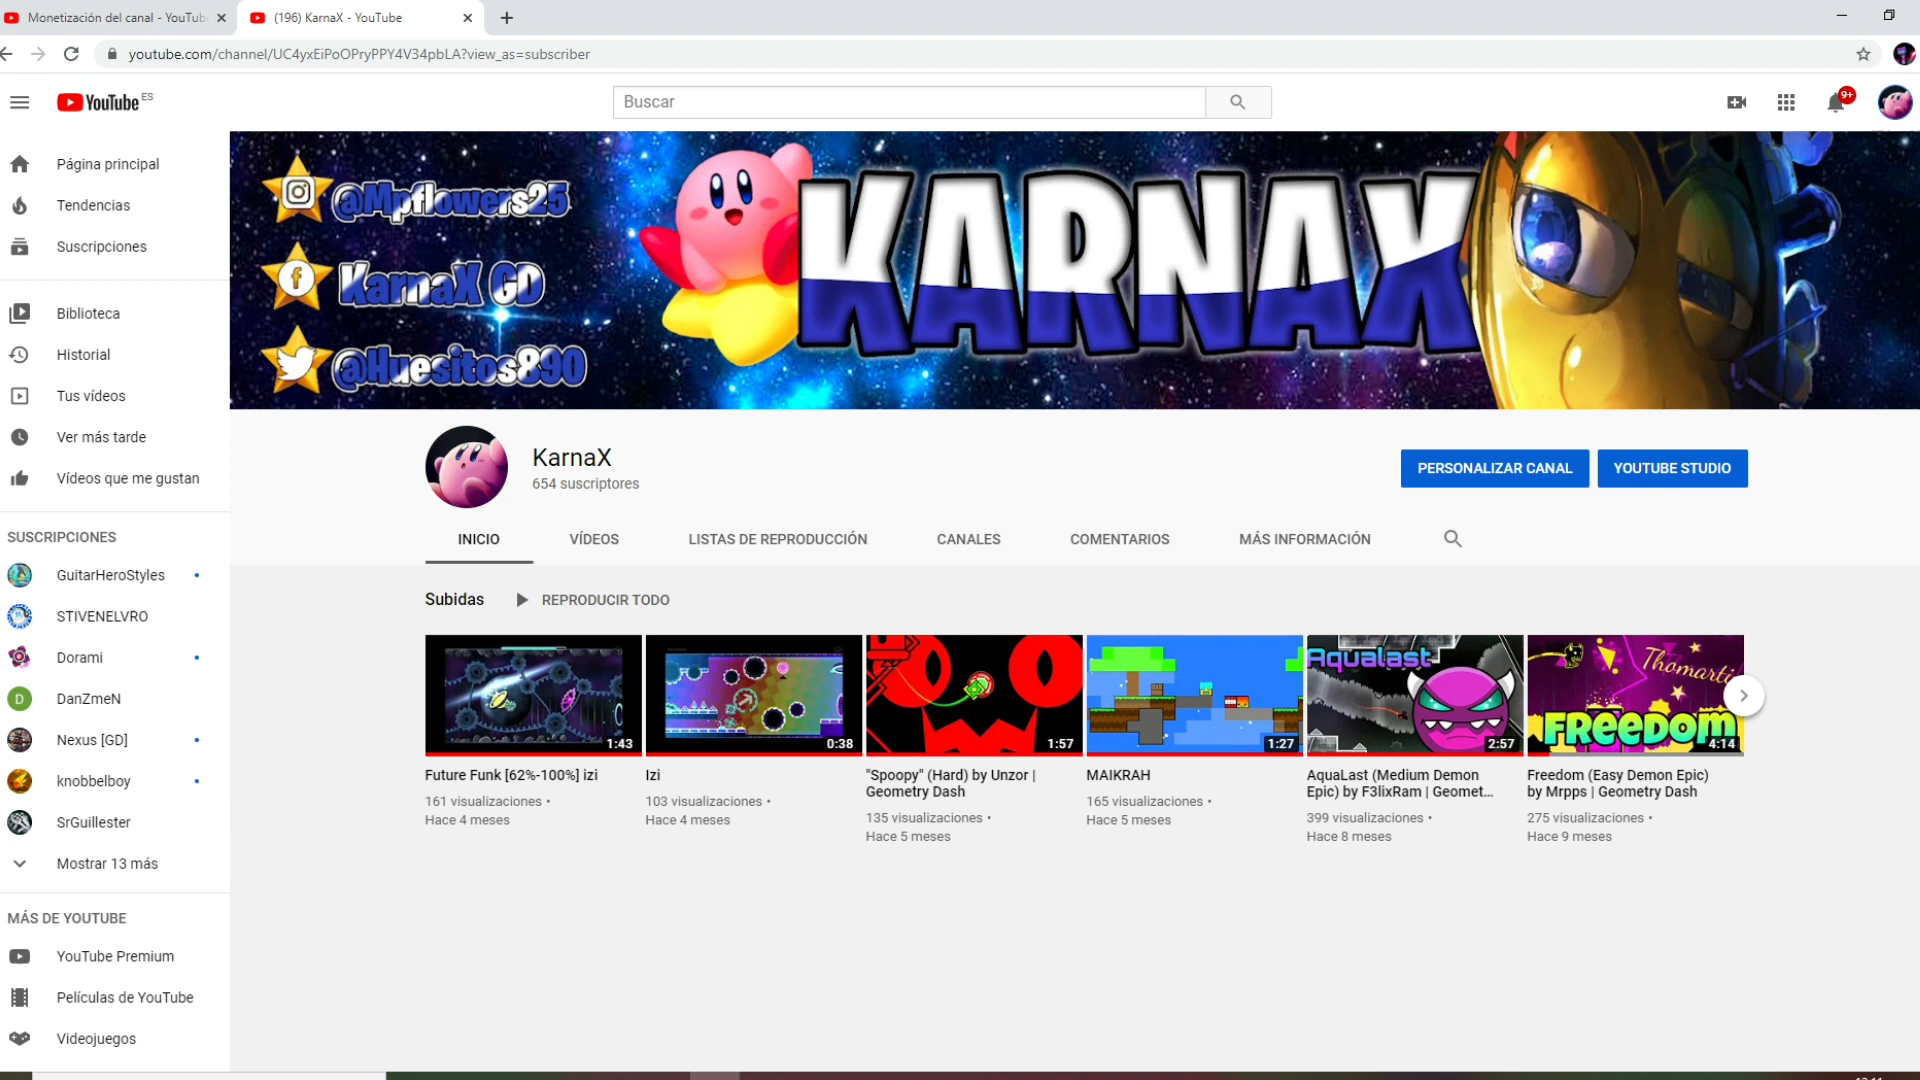 Monetización del canal - YouTub
(196) KarnaX - YouTube
youtube.com/channel/UC4yxEiPoOPryPPY4V34pbLA?view_as=subscriber
YouTube ES
Buscar
9+
Página principal
Tendencias
Suscripciones
Biblioteca
Historial
Tus vídeos
Ver más tarde
Vídeos que me gustan
SUSCRIPCIONES
GuitarHeroStyles
STIVENELVRO
Dorami
D
DanZmeN
Nexus [GD]
knobbelboy
SrGuillester
Mostrar 13 más
MÁS DE YOUTUBE
YouTube Premium
Películas de YouTube
Videojuegos
@Mpflowers25
KarnaX GD
@Huesitos890
KARNAX
KarnaX
654 suscriptores
PERSONALIZAR CANAL
YOUTUBE STUDIO
INICIO
VÍDEOS
LISTAS DE REPRODUCCIÓN
CANALES
COMENTARIOS
MÁS INFORMACIÓN
Subidas
REPRODUCIR TODO
1:43
Future Funk [62%-100%] izi
161 visualizaciones •
Hace 4 meses
0:38
Izi
103 visualizaciones •
Hace 4 meses
1:57
"Spoopy" (Hard) by Unzor |
Geometry Dash
135 visualizaciones •
Hace 5 meses
1:27
MAIKRAH
165 visualizaciones •
Hace 5 meses
Aqualast
2:57
AquaLast (Medium Demon
Epic) by F3lixRam | Geomet...
399 visualizaciones •
Hace 8 meses
Thomarti
FREEDOM
4:14
Freedom (Easy Demon Epic)
by Mrpps | Geometry Dash
275 visualizaciones •
Hace 9 meses